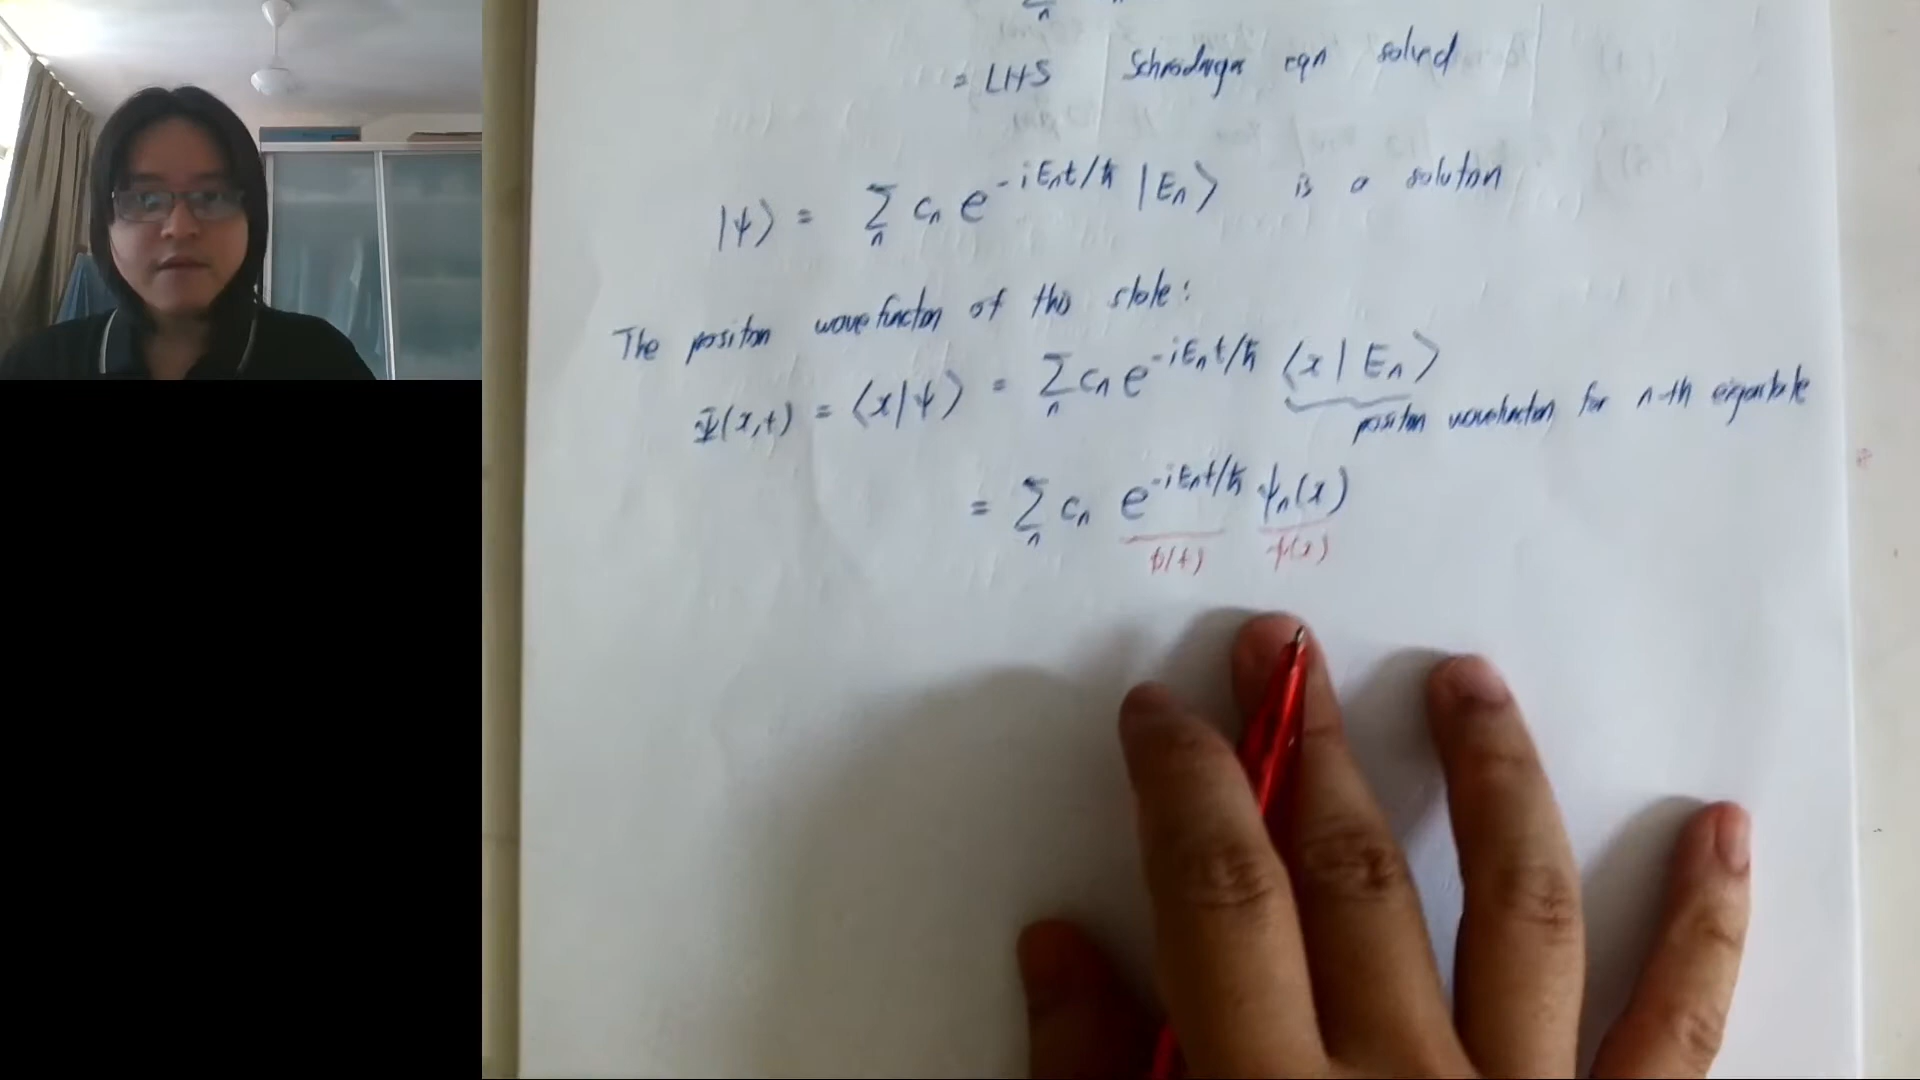 n
= LHS | Schrodinger eqn solved
|ψ⟩ = Σ_n c_n e^{-iE_n t/ħ} |E_n⟩ is a solution
The position wavefunction of this state:
Ψ(x,t) = ⟨x|ψ⟩ = Σ_n c_n e^{-iE_n t/ħ} ⟨x|E_n⟩
position wavefunction for n-th eigenstate
= Σ_n c_n e^{-iE_n t/ħ} ψ_n(x)
φ(t) ψ(x)